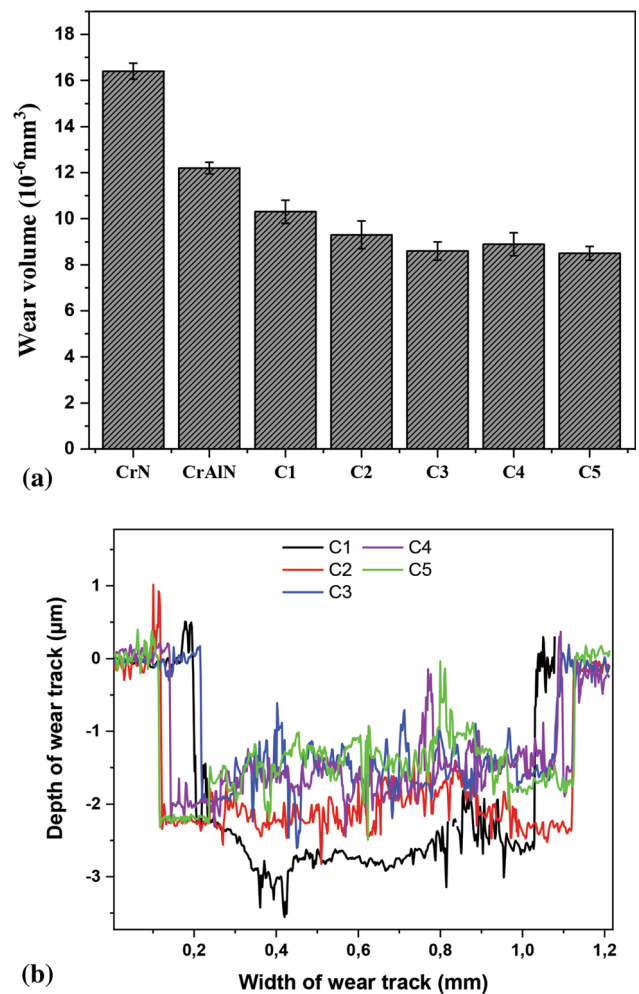 18
16
14
12
10
8
6
4
2
0
Wear volume (10-6mm3)
CrN CrAlN C1 C2 C3 C4 C5
(a)
C1 C4
C2 C5
C3
1
0
-1
-2
-3
Depth of wear track (μm)
0,2 0,4 0,6 0,8 1,0 1,2
Width of wear track (mm)
(b)